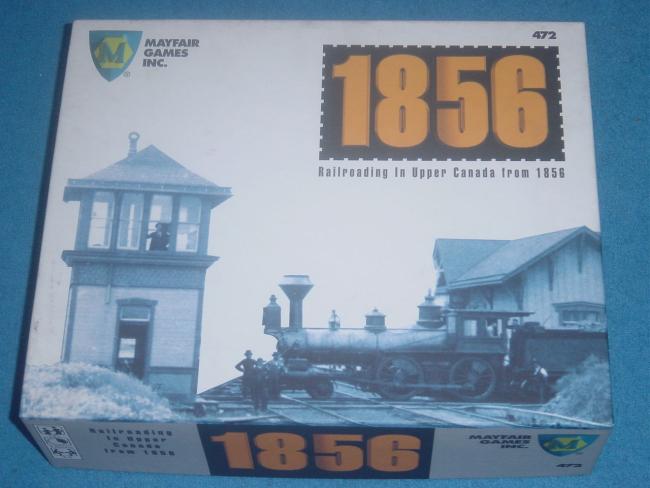 M
MAYFAIR
GAMES
INC.
472
1856
Railroading In Upper Canada from 1856
Railroading
In Upper
Canada
from 1856
1856
MAYFAIR
GAMES
INC.
M
472